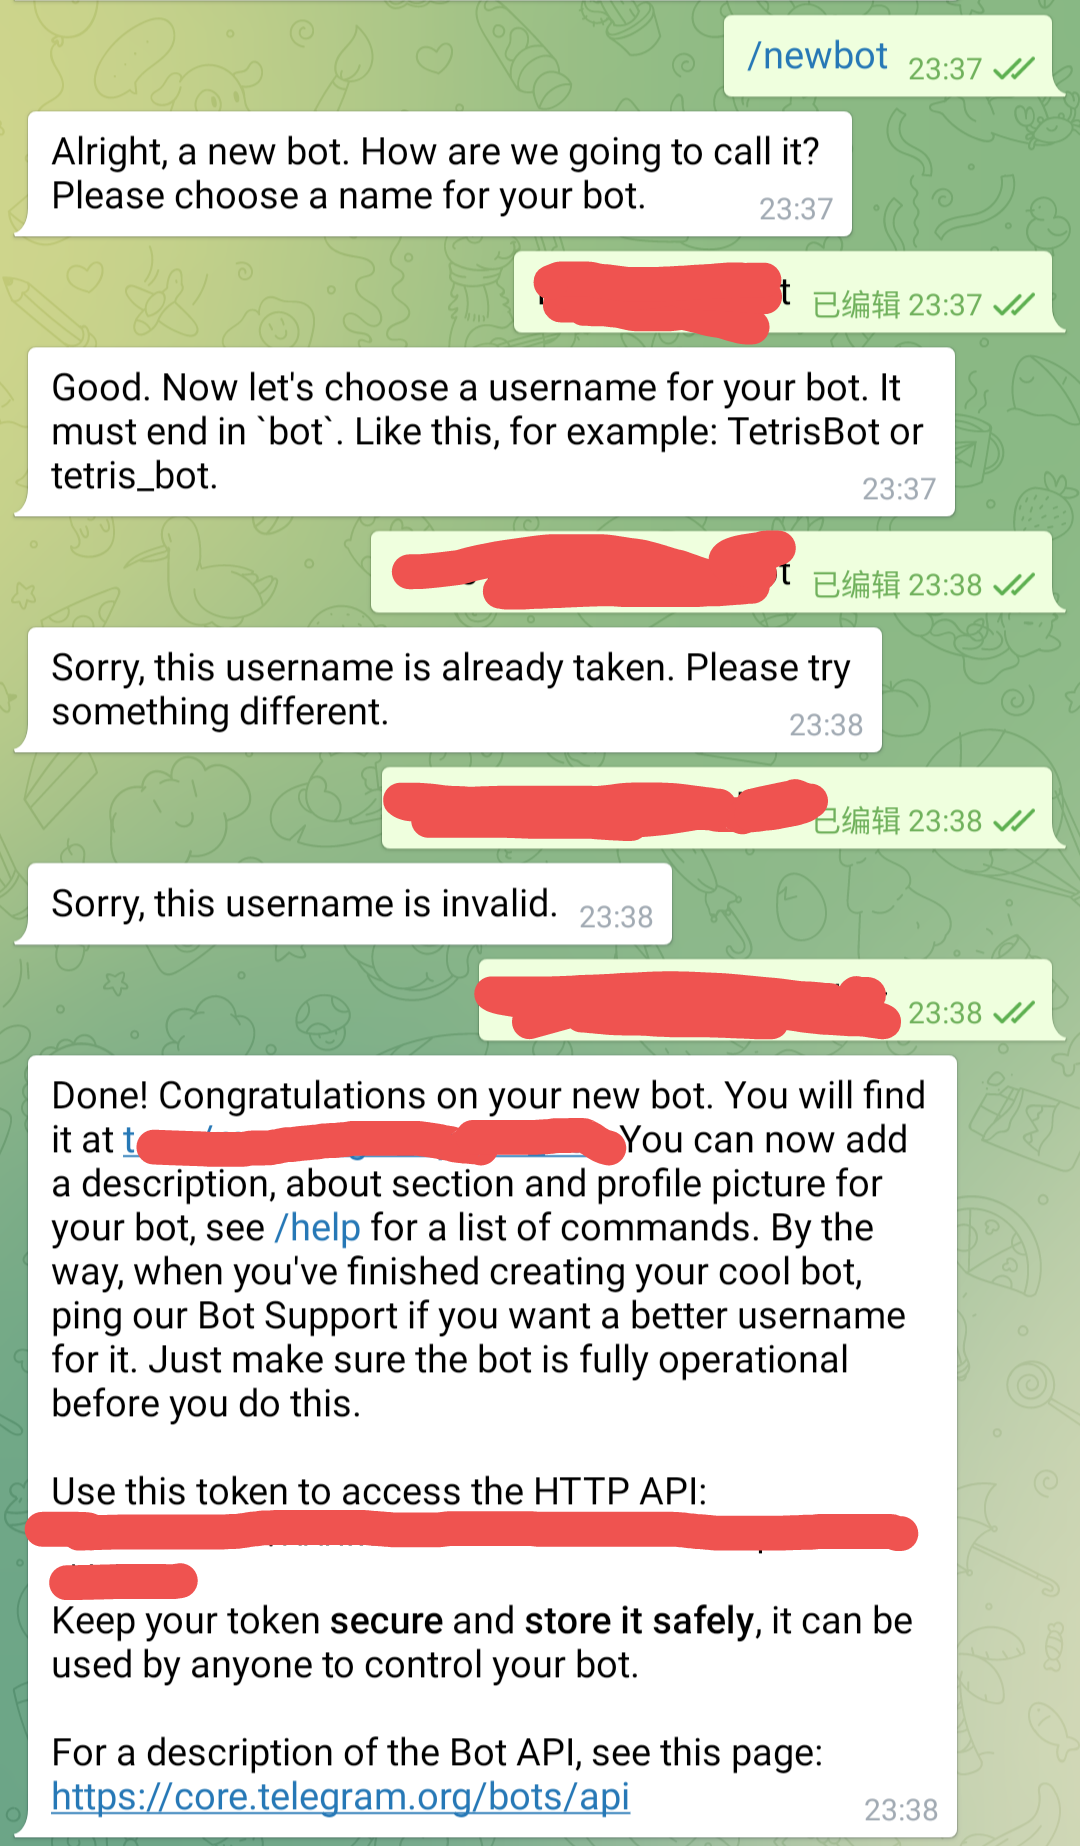 /newbot 23:37
Alright, a new bot. How are we going to call it?
Please choose a name for your bot.
23:37
t 已编辑 23:37
Good. Now let's choose a username for your bot. It
must end in `bot`. Like this, for example: TetrisBot or
tetris_bot.
23:37
t 已编辑 23:38
Sorry, this username is already taken. Please try
something different.
23:38
已编辑 23:38
Sorry, this username is invalid. 23:38
23:38
Done! Congratulations on your new bot. You will find
it at t You can now add
a description, about section and profile picture for
your bot, see /help for a list of commands. By the
way, when you've finished creating your cool bot,
ping our Bot Support if you want a better username
for it. Just make sure the bot is fully operational
before you do this.
Use this token to access the HTTP API:
Keep your token secure and store it safely, it can be
used by anyone to control your bot.
For a description of the Bot API, see this page:
https://core.telegram.org/bots/api
23:38